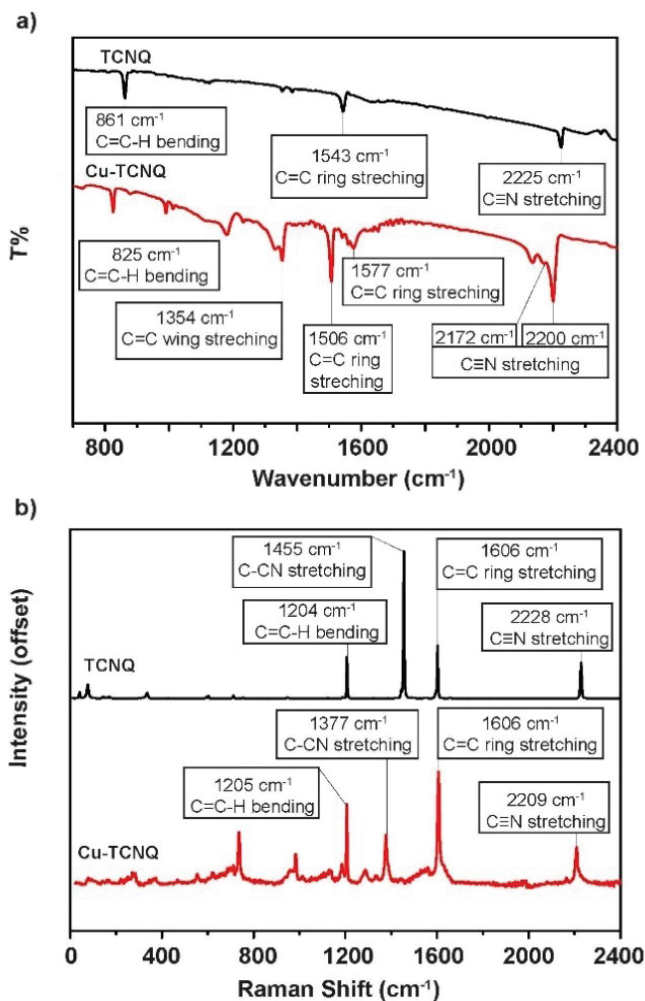 a)
TCNQ
861 cm⁻¹
C=C-H bending
1543 cm⁻¹
C=C ring streching
2225 cm⁻¹
C≡N stretching
Cu-TCNQ
825 cm⁻¹
C=C-H bending
1354 cm⁻¹
C=C wing streching
1506 cm⁻¹
C=C ring
streching
1577 cm⁻¹
C=C ring streching
2172 cm⁻¹
2200 cm⁻¹
C≡N stretching
T%
800 1200 1600 2000 2400
Wavenumber (cm⁻¹)
b)
1455 cm⁻¹
C-CN stretching
1606 cm⁻¹
C=C ring stretching
1204 cm⁻¹
C=C-H bending
2228 cm⁻¹
C≡N stretching
TCNQ
1377 cm⁻¹
C-CN stretching
1606 cm⁻¹
C=C ring stretching
1205 cm⁻¹
C=C-H bending
2209 cm⁻¹
C≡N stretching
Cu-TCNQ
Intensity (offset)
0 400 800 1200 1600 2000 2400
Raman Shift (cm⁻¹)